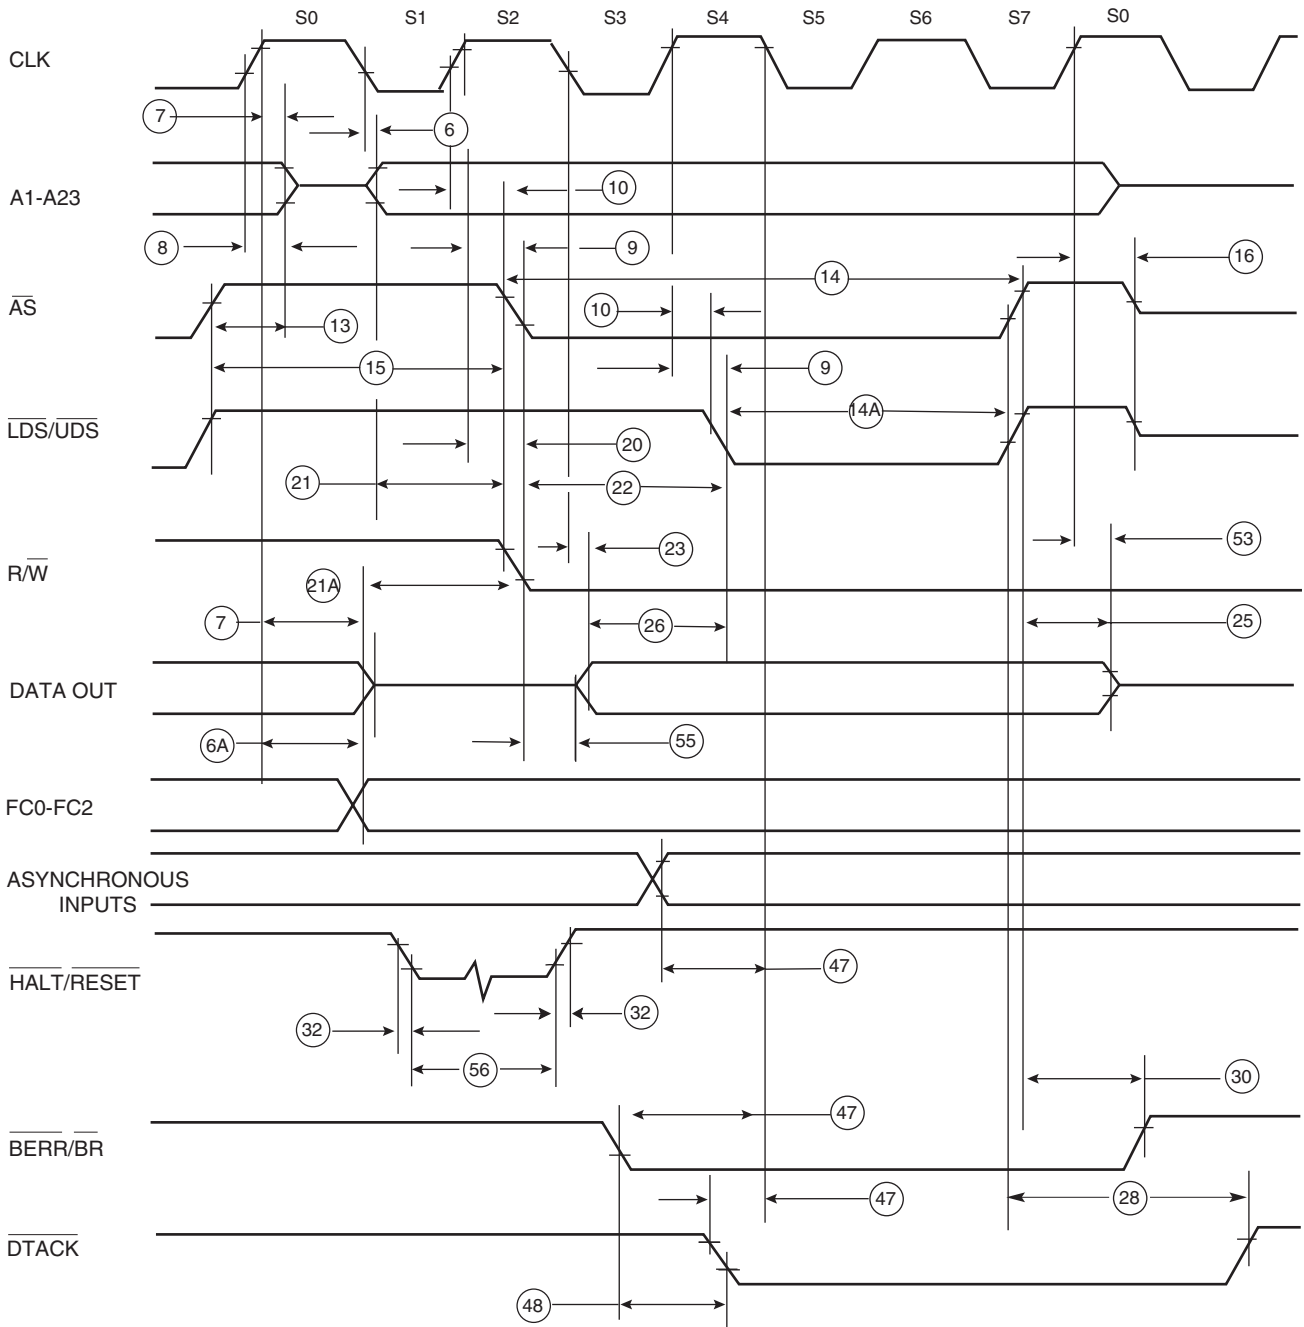 S0 S1 S2 S3 S4 S5 S6 S7 S0
CLK
7 6
A1-A23
10
8 9 16
14
AS
10
13
15 9
14A
LDS/UDS
20
21 22
53
23
R/W
21A
7 26 25
DATA OUT
6A 55
FC0-FC2
ASYNCHRONOUS
INPUTS
47
HALT/RESET
32 32
56 30
47
BERR/BR
47 28
DTACK
48